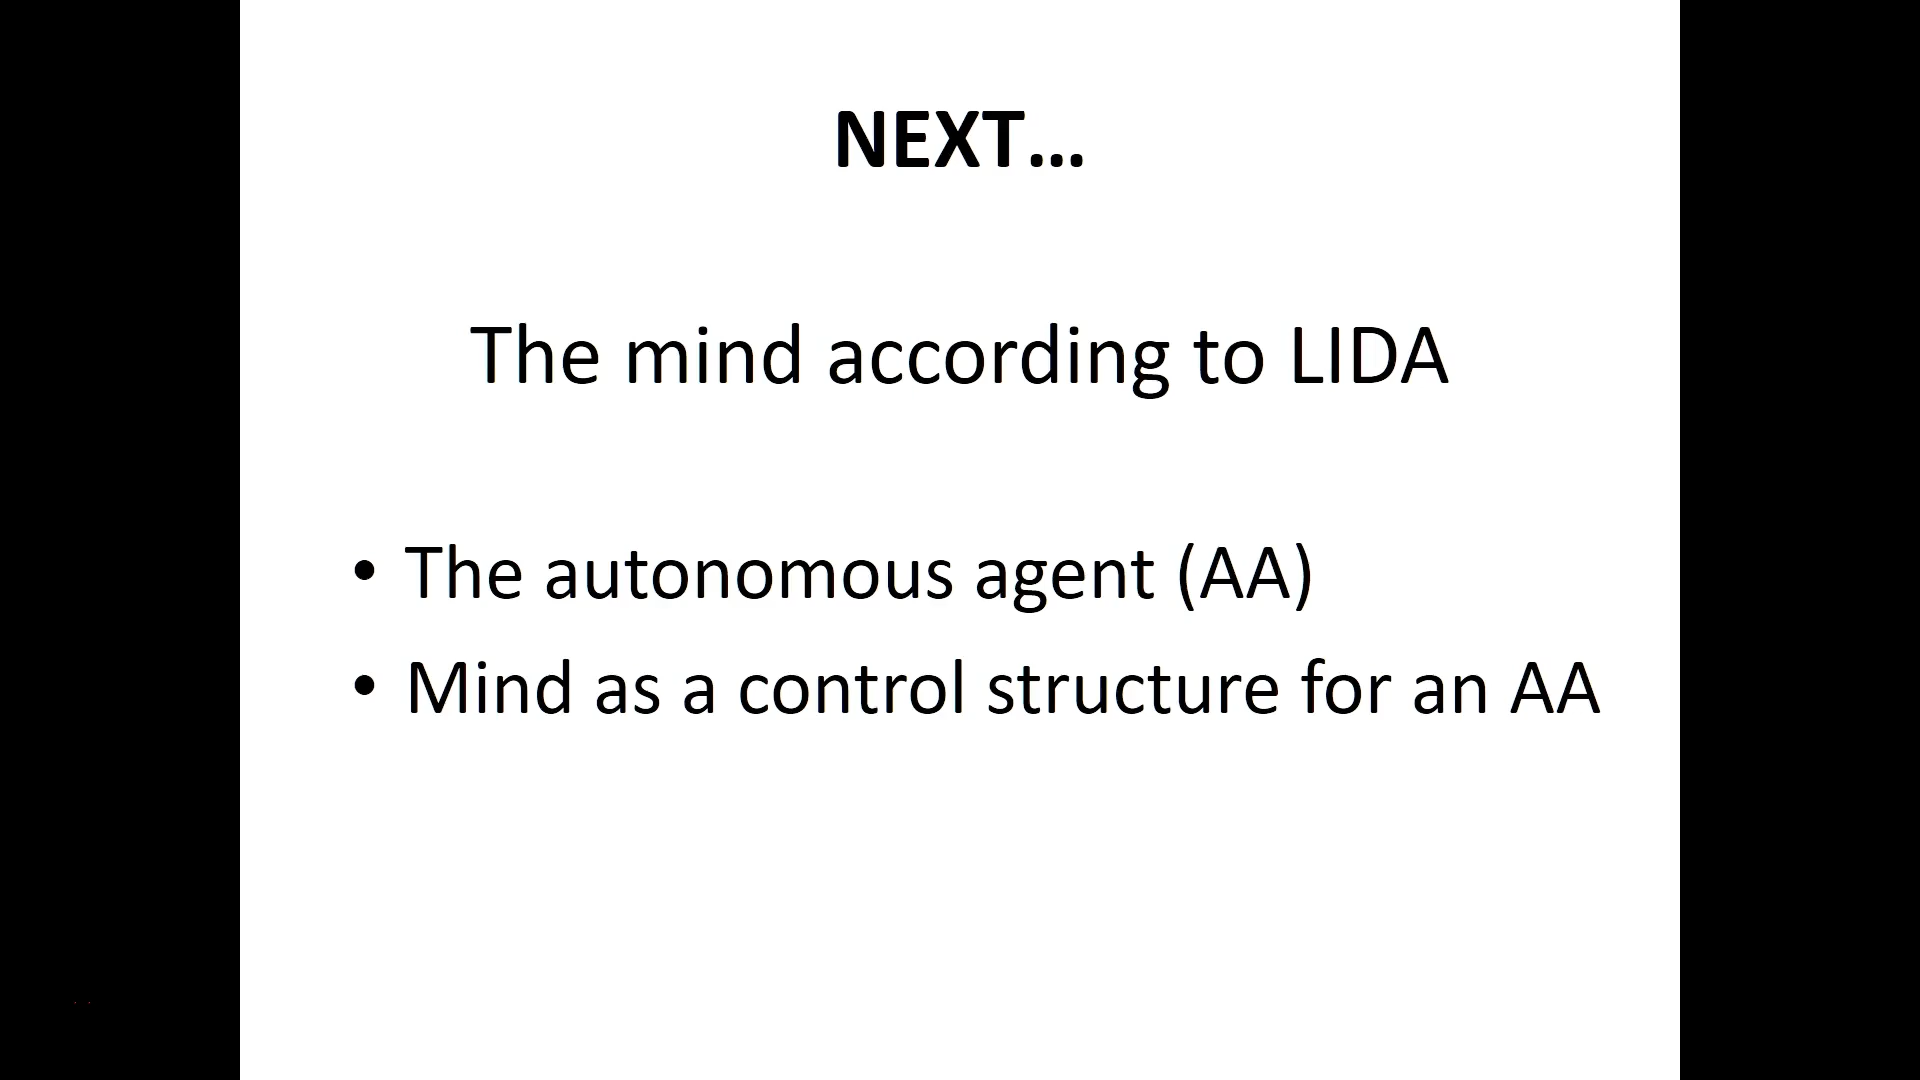 NEXT...
The mind according to LIDA
• The autonomous agent (AA)
• Mind as a control structure for an AA